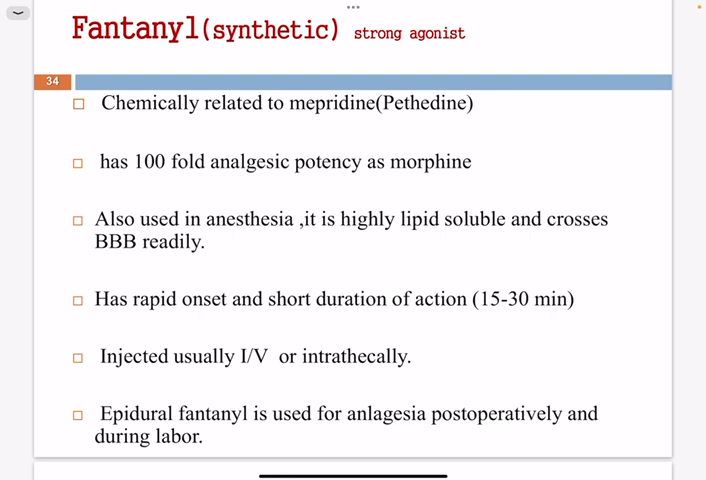 Fantanyl(synthetic) strong agonist
34
Chemically related to mepridine(Pethedine)
has 100 fold analgesic potency as morphine
Also used in anesthesia ,it is highly lipid soluble and crosses
BBB readily.
Has rapid onset and short duration of action (15-30 min)
Injected usually I/V or intrathecally.
Epidural fantanyl is used for anlagesia postoperatively and
during labor.